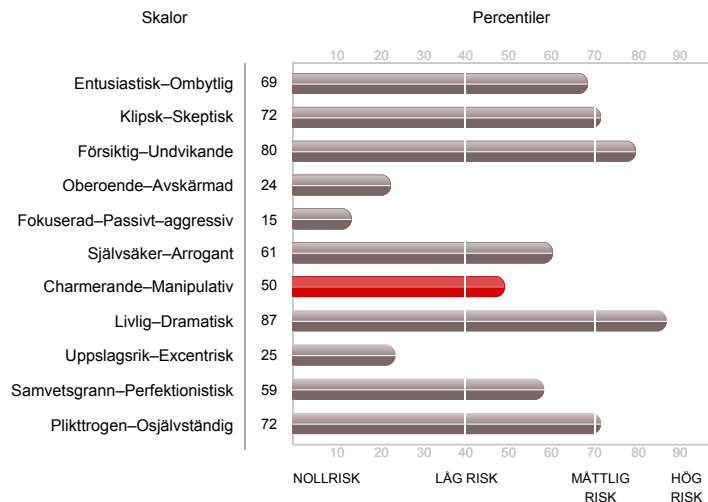 Skalor Percentiler
10 20 30 40 50 60 70 80 90
Entusiastisk–Ombytlig 69
Klipsk–Skeptisk 72
Försiktig–Undvikande 80
Oberoende–Avskärmad 24
Fokuserad–Passivt–aggressiv 15
Självsäker–Arrogant 61
Charmerande–Manipulativ 50
Livlig–Dramatisk 87
Uppslagsrik–Excentrisk 25
Samvetsgrann–Perfektionistisk 59
Plikttrogen–Osjälvständig 72
10 20 30 40 50 60 70 80 90
NOLLRISK LÅG RISK MÅTTLIG HÖG
RISK RISK